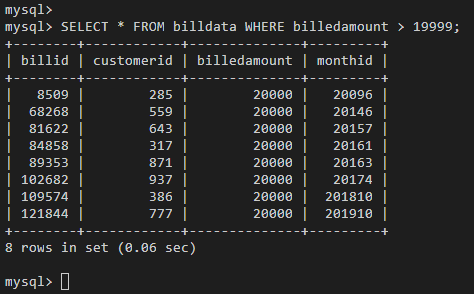 mysql>
mysql> SELECT * FROM billdata WHERE billedamount > 19999;
+--------+------------+--------------+---------+
| billid | customerid | billedamount | monthid |
+--------+------------+--------------+---------+
|   8509 |        285 |        20000 |   20096 |
|  68268 |        559 |        20000 |   20146 |
|  81622 |        643 |        20000 |   20157 |
|  84858 |        317 |        20000 |   20161 |
|  89353 |        871 |        20000 |   20163 |
| 102682 |        937 |        20000 |   20174 |
| 109574 |        386 |        20000 |  201810 |
| 121844 |        777 |        20000 |  201910 |
+--------+------------+--------------+---------+
8 rows in set (0.06 sec)
mysql>